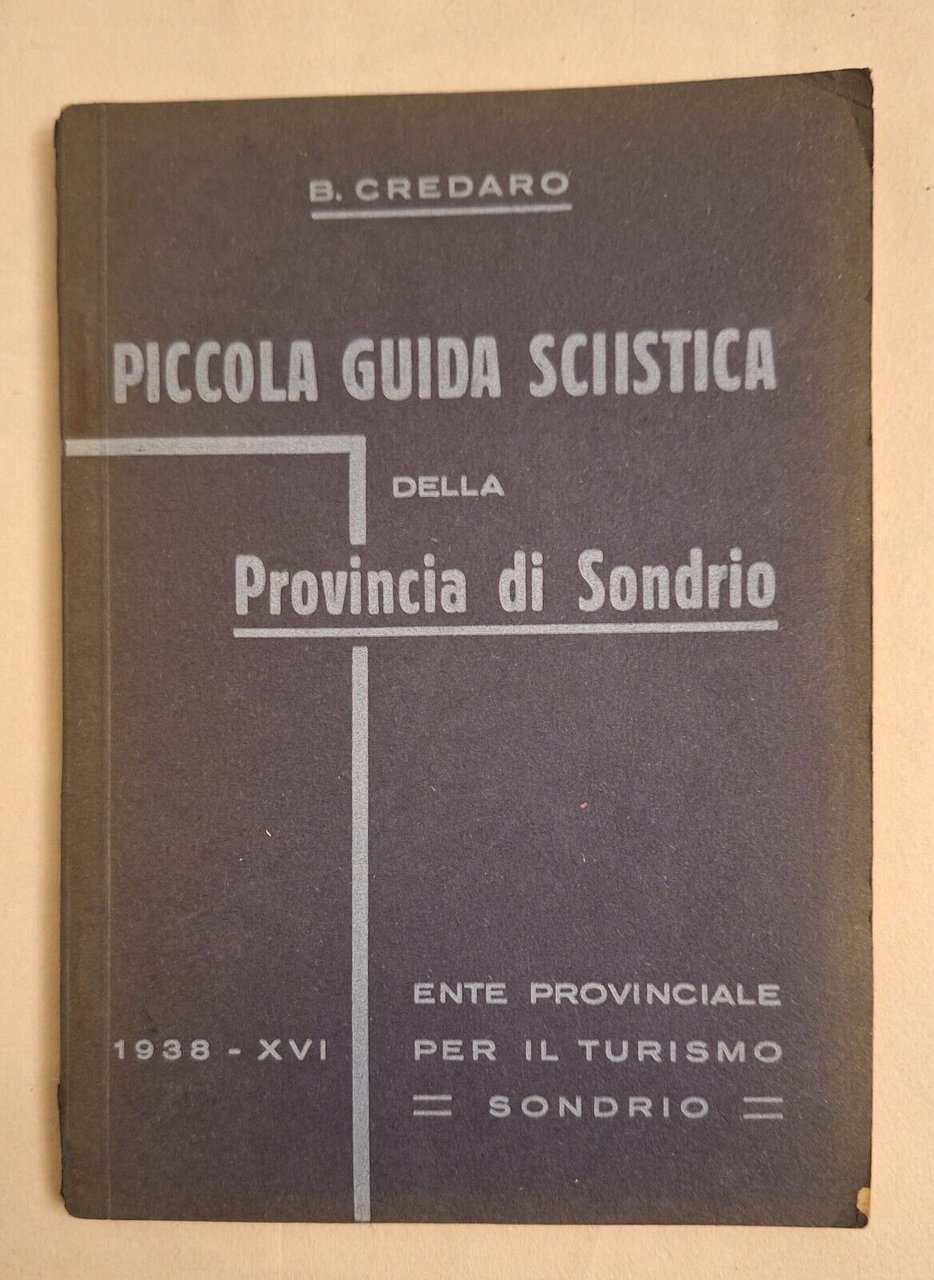 B. CREDARO
PICCOLA GUIDA SCIISTICA
DELLA
Provincia di Sondrio
ENTE PROVINCIALE
1938 - XVI
PER IL TURISMO
SONDRIO